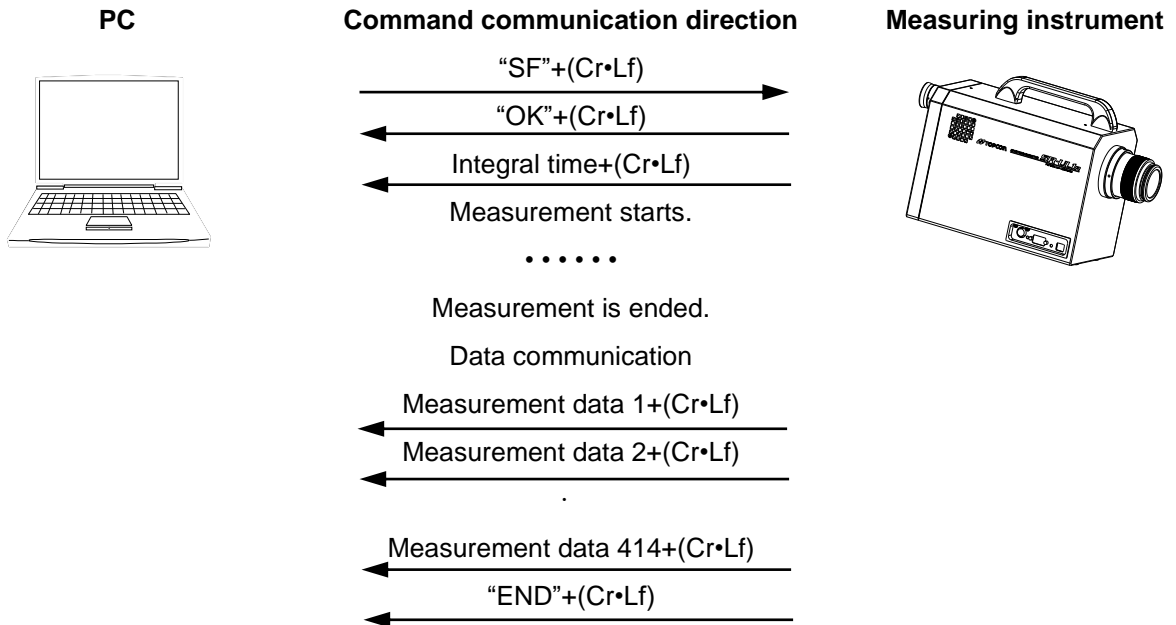 PC Command communication direction Measuring instrument
“SF”+(Cr•Lf)
“OK”+(Cr•Lf)
Integral time+(Cr•Lf)
Measurement starts.
• • • • • •
Measurement is ended.
Data communication
Measurement data 1+(Cr•Lf)
Measurement data 2+(Cr•Lf)
.
Measurement data 414+(Cr•Lf)
“END”+(Cr•Lf)
TOPCON